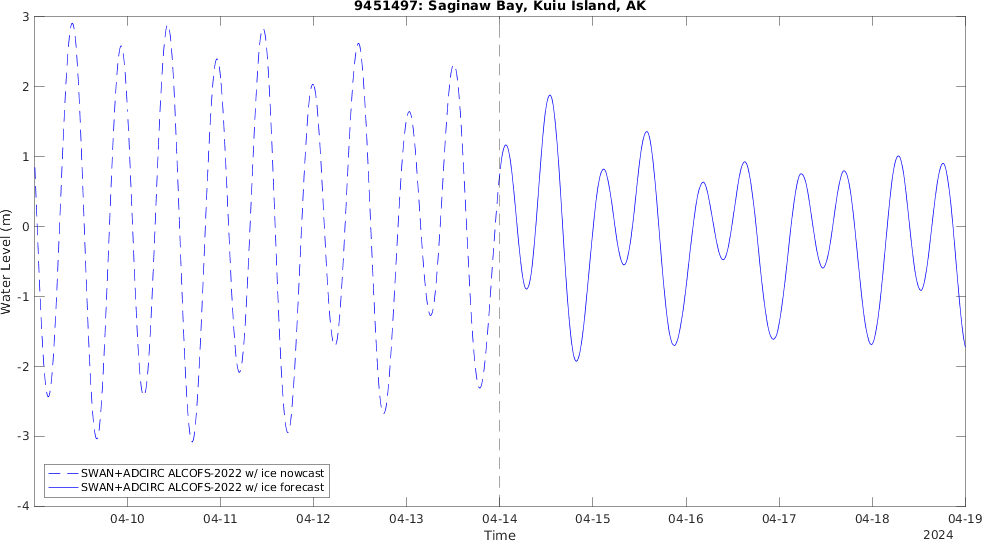 9451497: Saginaw Bay, Kuiu Island, AK
3
2
1
0
-1
-2
-3
-4
Water Level (m)
SWAN+ADCIRC ALCOFS-2022 w/ ice nowcast
SWAN+ADCIRC ALCOFS-2022 w/ ice forecast
04-10 04-11 04-12 04-13 04-14 04-15 04-16 04-17 04-18 04-19
Time
2024